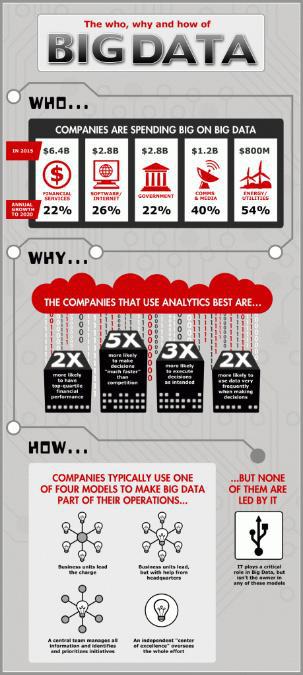 The who, why and how of
BIG DATA
WHO...
COMPANIES ARE SPENDING BIG ON BIG DATA
IN 2015
$6.4B
$2.8B
$2.8B
$1.2B
$800M
FINANCIAL
SERVICES
SOFTWARE/
INTERNET
GOVERNMENT
COMMS
& MEDIA
ENERGY/
UTILITIES
ANNUAL
GROWTH
TO 2020
22%
26%
22%
40%
54%
WHY...
THE COMPANIES THAT USE ANALYTICS BEST ARE...
2X
more likely
to have
top-quartile
financial
performance
5X
more likely
to make
decisions
"much faster"
than
competition
3X
more likely
to execute
decisions
as intended
2X
more likely to
use data very
frequently
when making
decisions
HOW...
COMPANIES TYPICALLY USE ONE
OF FOUR MODELS TO MAKE BIG DATA
PART OF THEIR OPERATIONS...
Business units lead
the charge
Business units lead,
but with help from
headquarters
A central team manages all
information and identifies
and prioritizes initiatives
An independent "center
of excellence" oversees
the whole effort
...BUT NONE
OF THEM ARE
LED BY IT
IT plays a critical
role in Big Data, but
isn't the owner in
any of these models